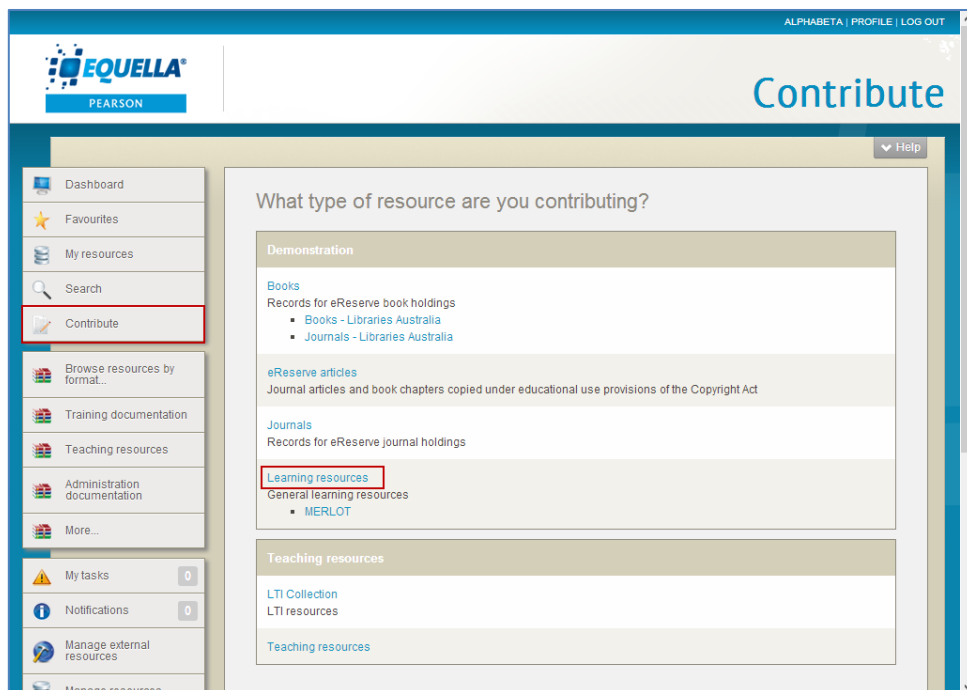 ALPHABETA | PROFILE | LOG OUT
EQUELLA®
PEARSON
Contribute
Help
Dashboard
Favourites
My resources
Search
Contribute
Browse resources by
format...
Training documentation
Teaching resources
Administration
documentation
More...
My tasks 0
Notifications 0
Manage external
resources
Manage resources
What type of resource are you contributing?
Demonstration
Books
Records for eReserve book holdings
Books - Libraries Australia
Journals - Libraries Australia
eReserve articles
Journal articles and book chapters copied under educational use provisions of the Copyright Act
Journals
Records for eReserve journal holdings
Learning resources
General learning resources
MERLOT
Teaching resources
LTI Collection
LTI resources
Teaching resources